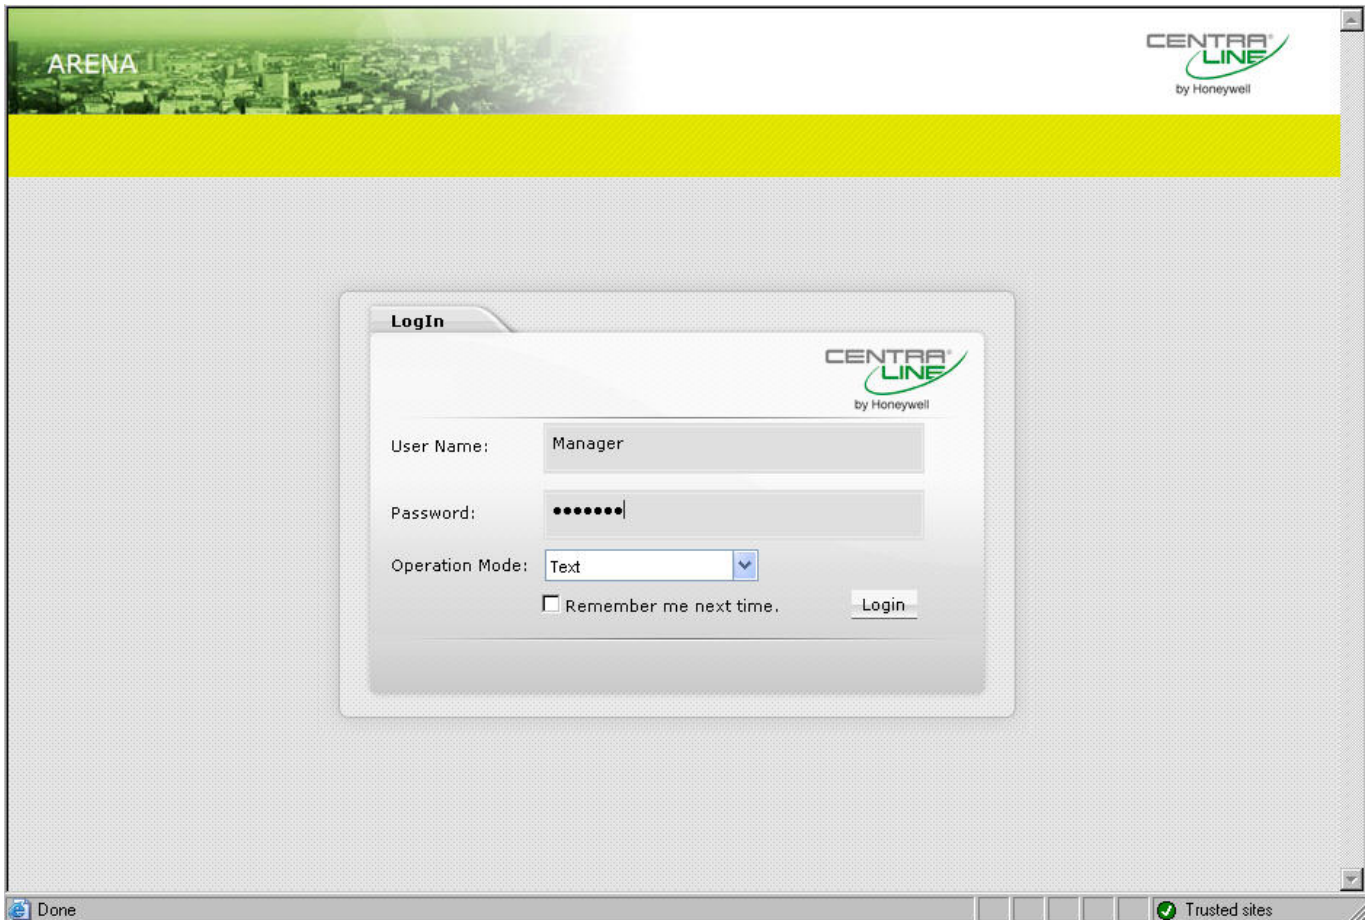 ARENA
CENTRA®
LINE
by Honeywell
LogIn
CENTRA®
LINE
by Honeywell
User Name:
Manager
Password:
•••••••
Operation Mode:
Text
Remember me next time.
Login
Done
Trusted sites